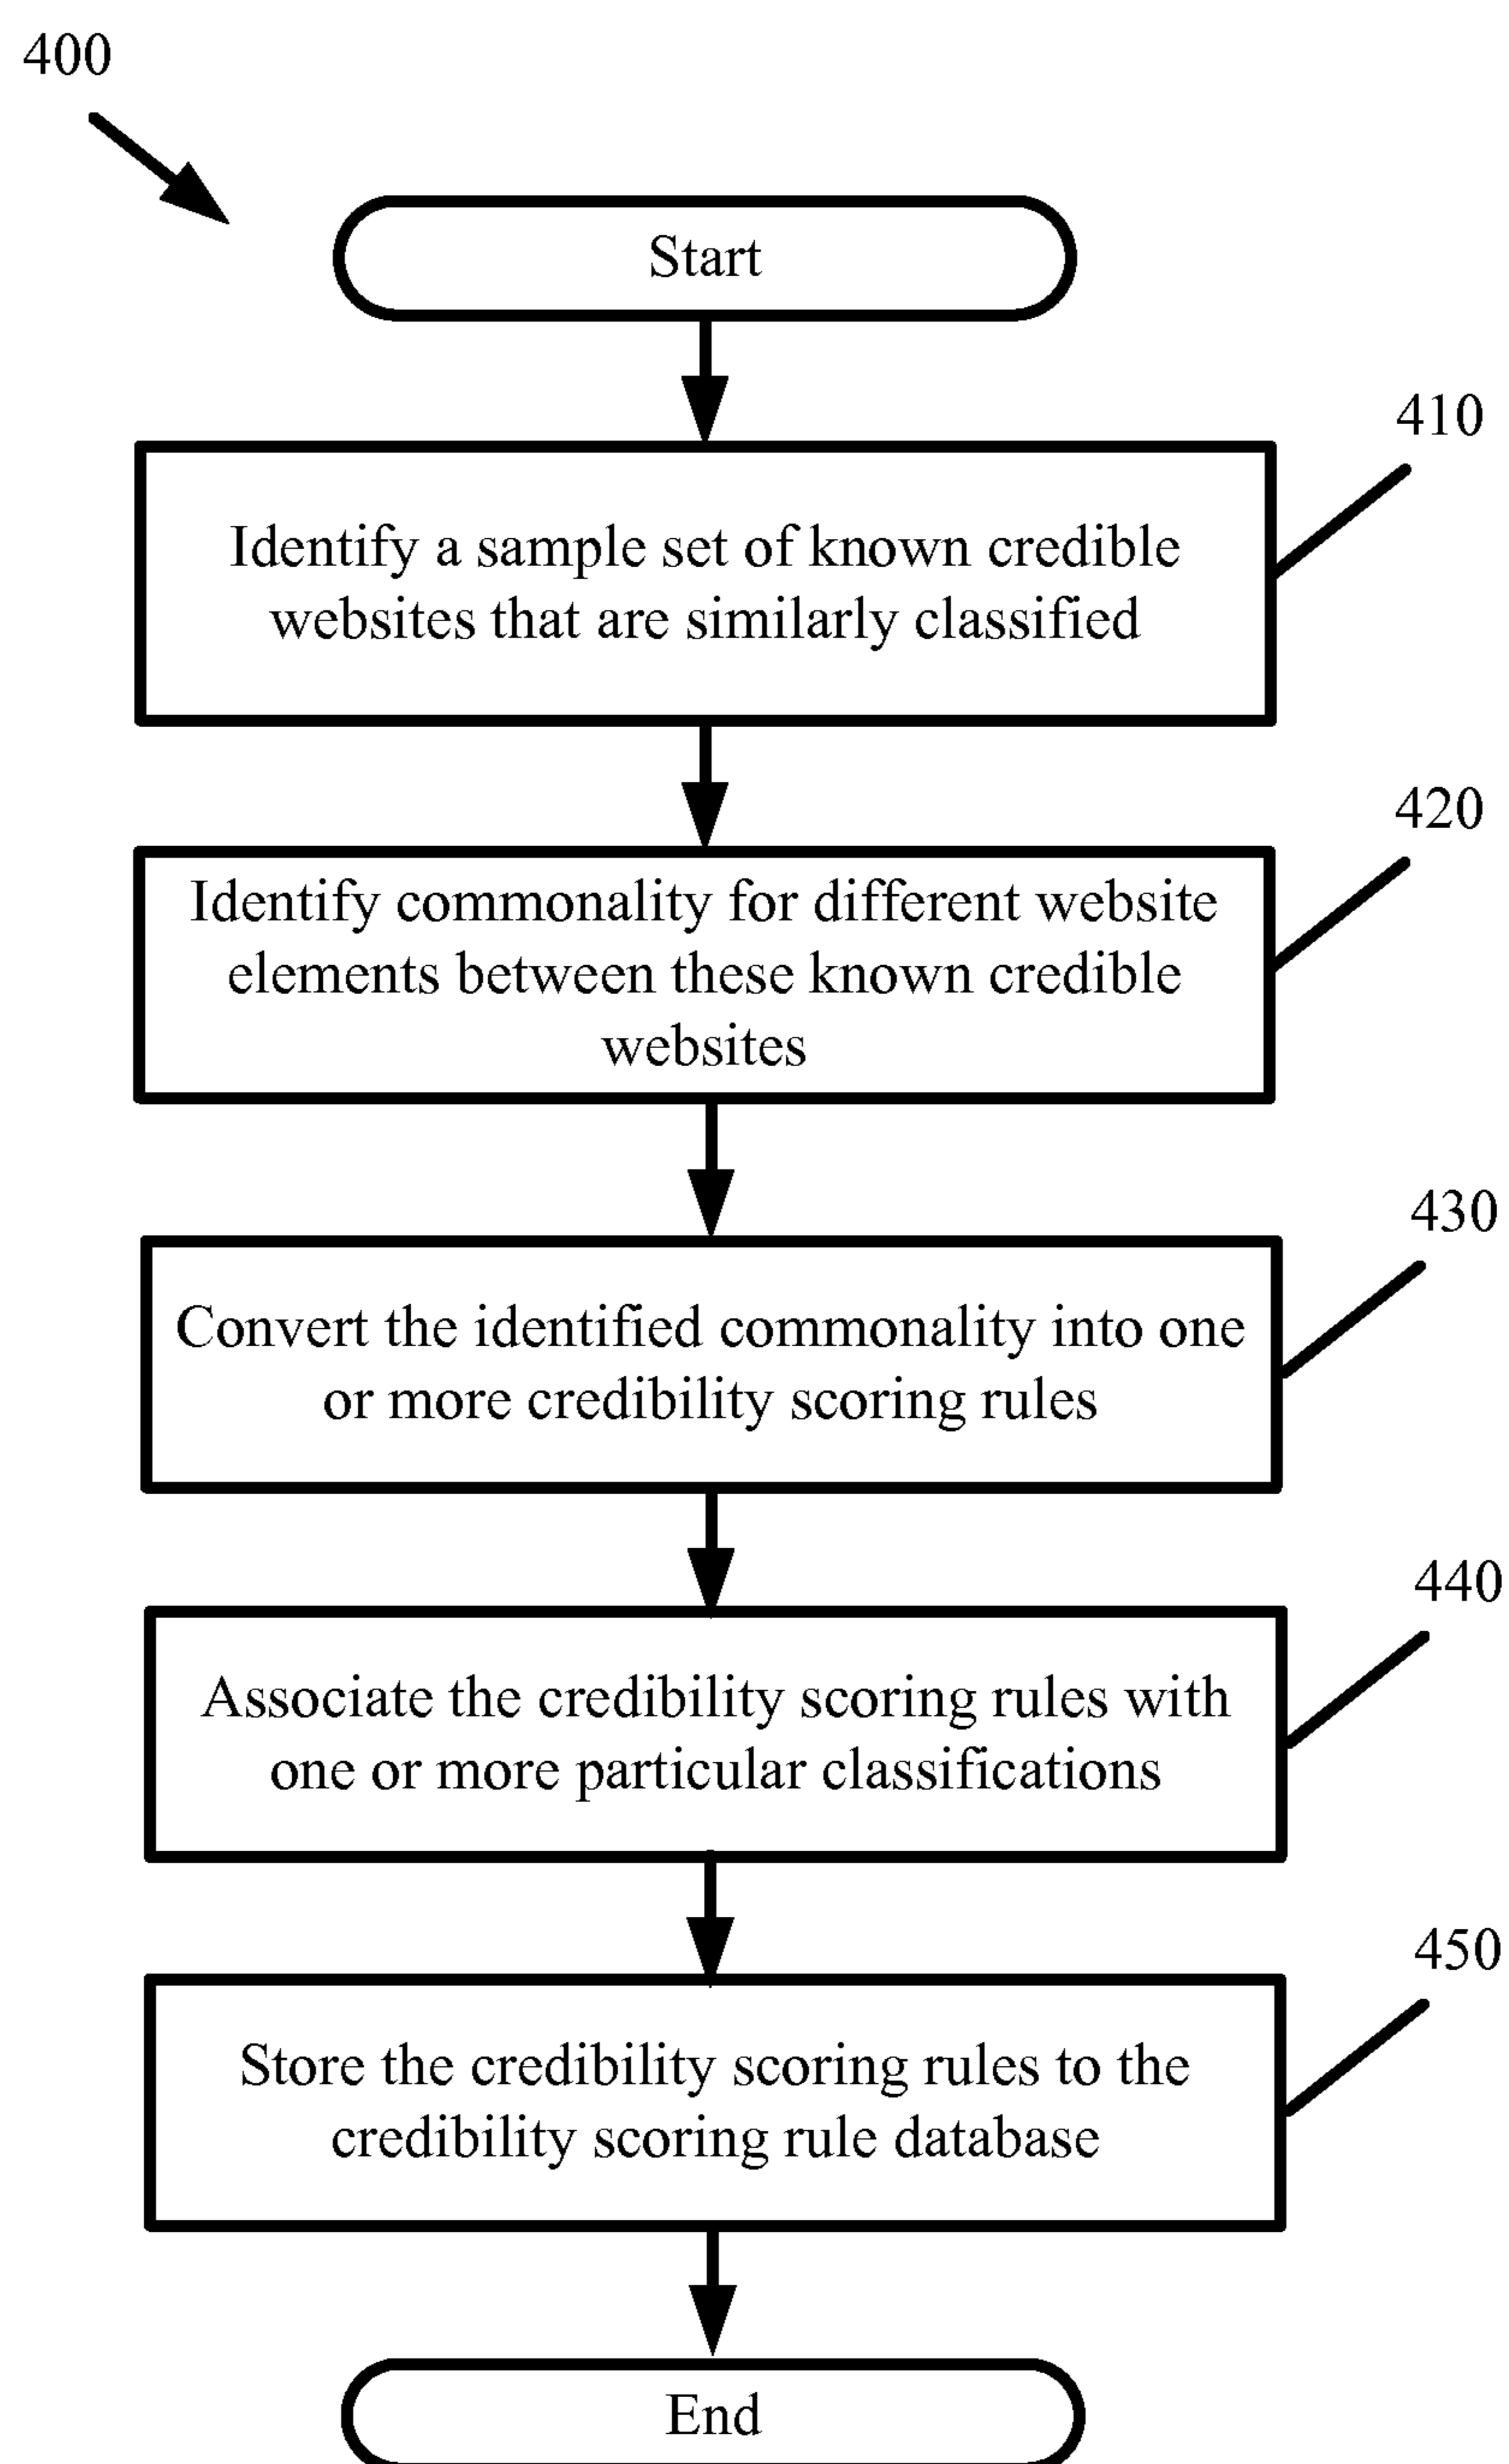 400
Start
410
Identify a sample set of known credible
websites that are similarly classified
420
Identify commonality for different website
elements between these known credible
websites
430
Convert the identified commonality into one
or more credibility scoring rules
440
Associate the credibility scoring rules with
one or more particular classifications
450
Store the credibility scoring rules to the
credibility scoring rule database
End